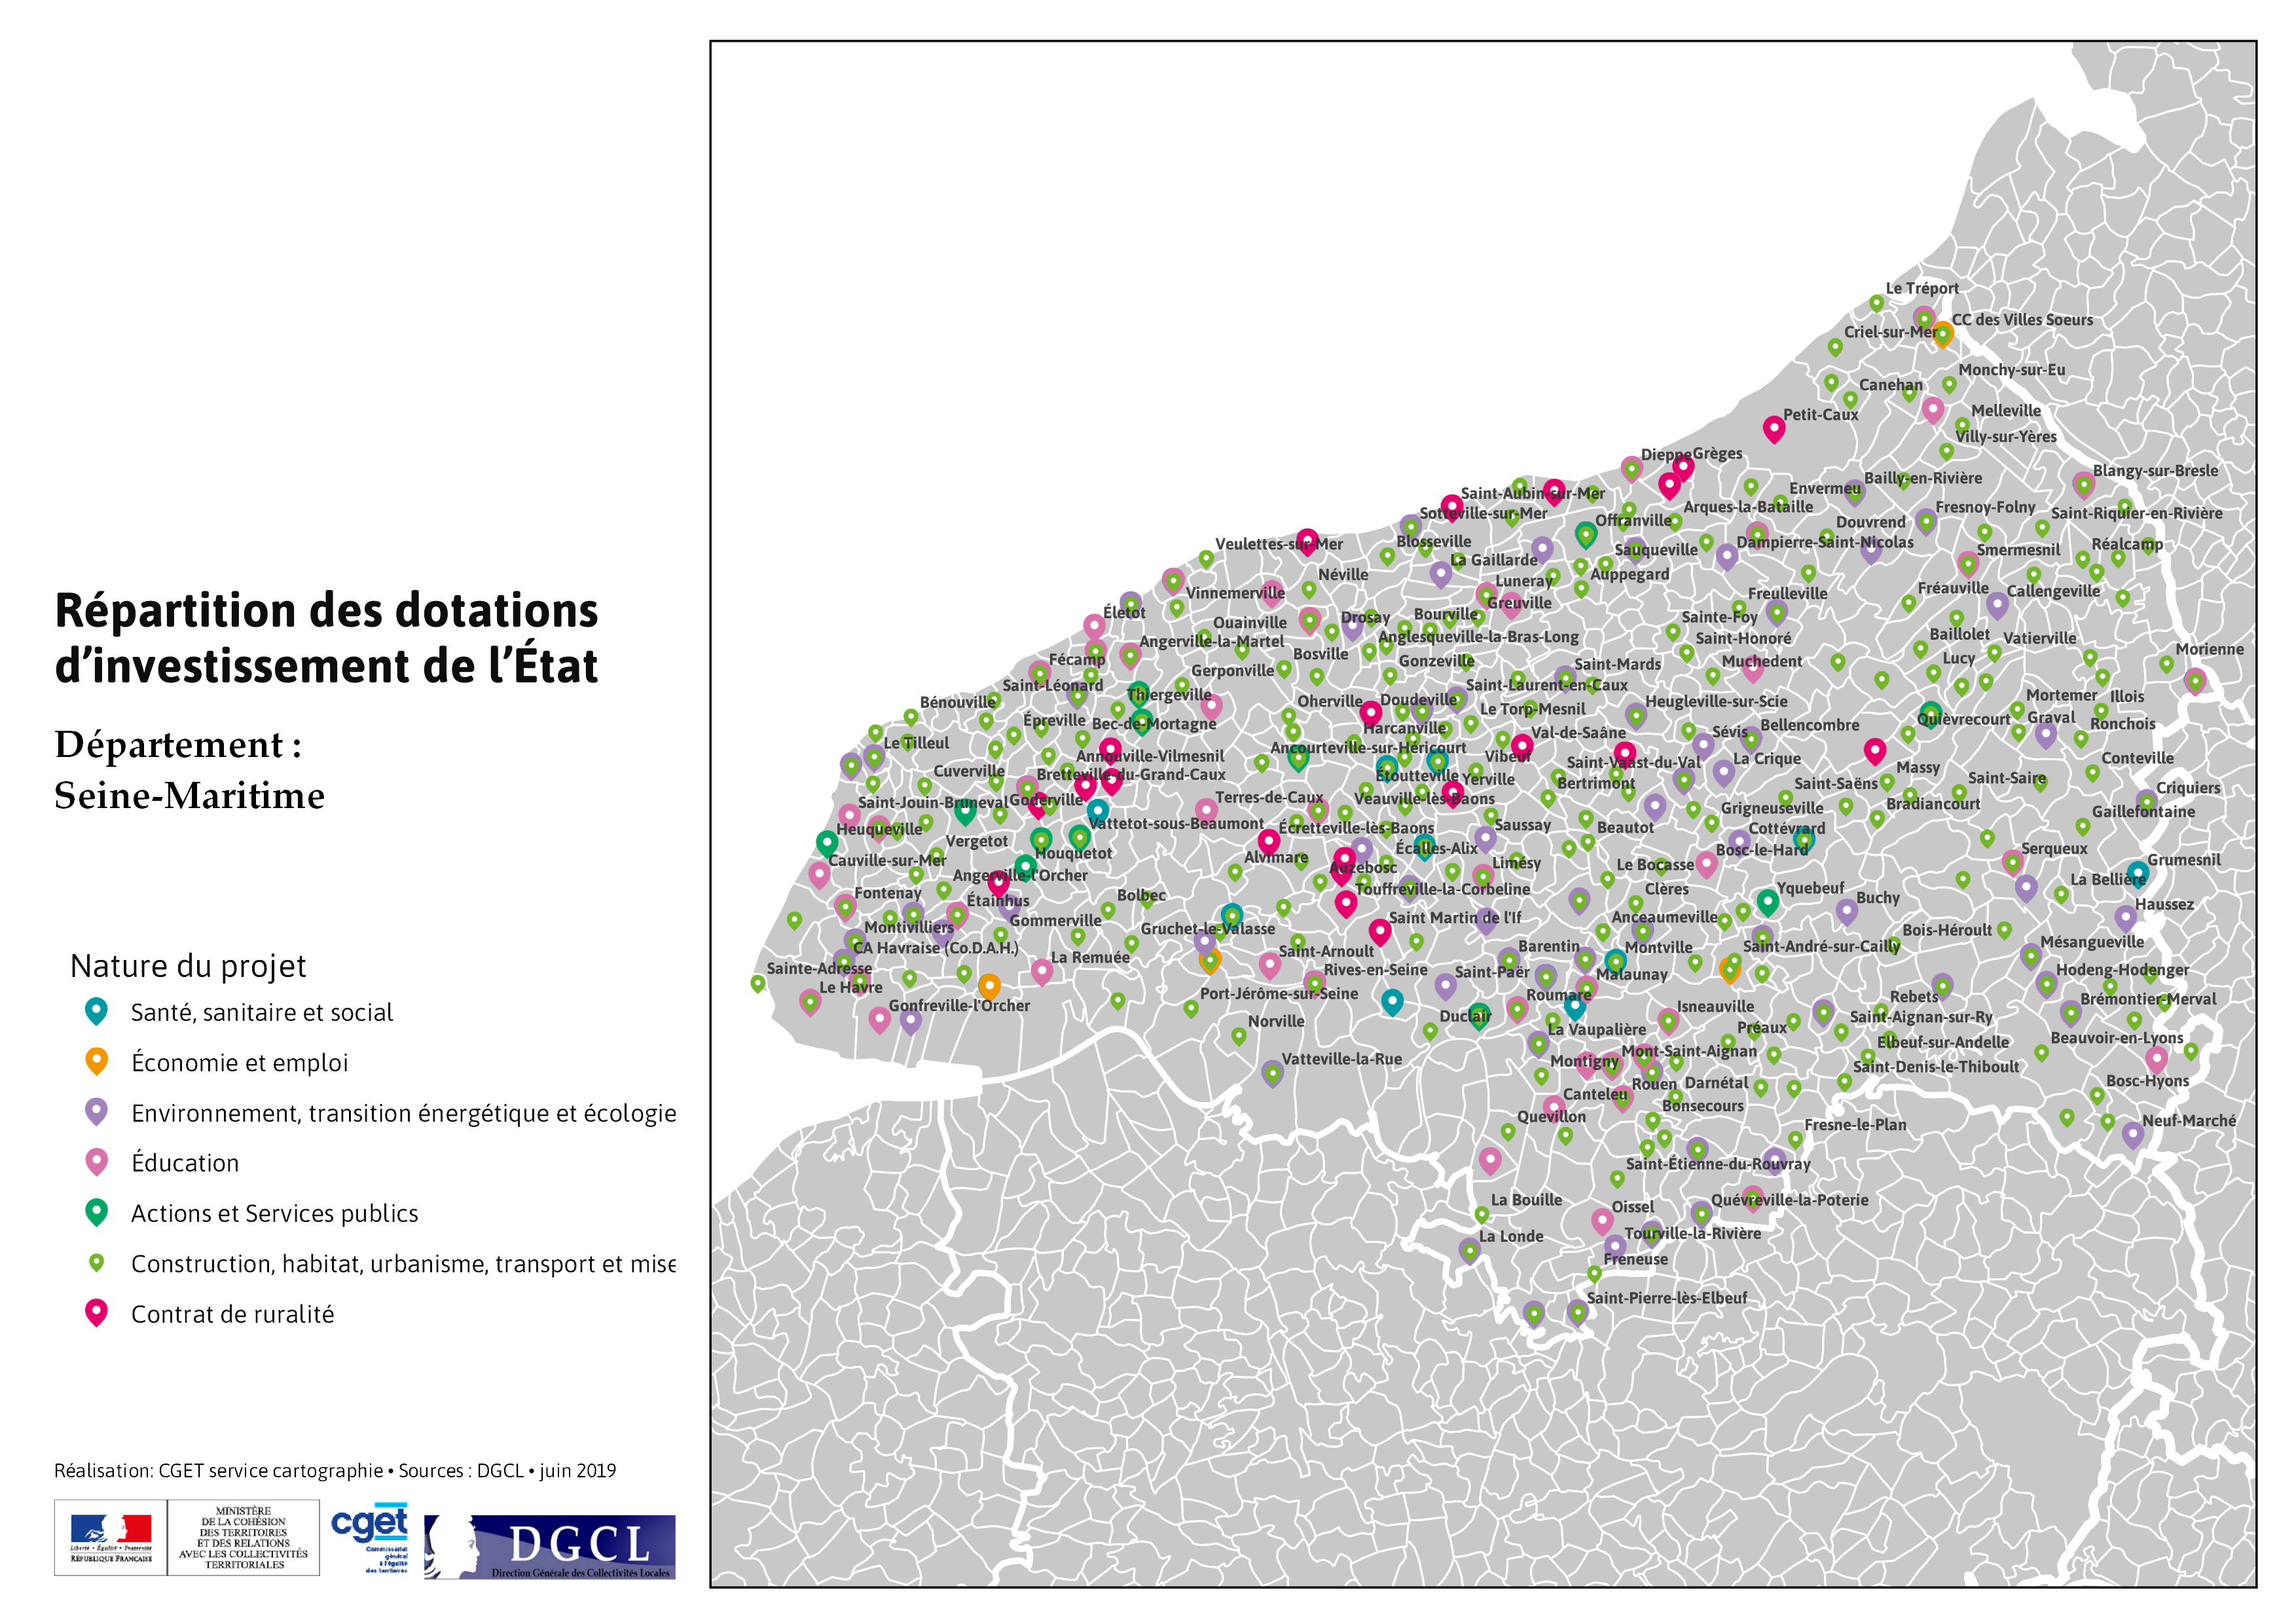 Répartition des dotations
d'investissement de l'État
Département :
Seine-Maritime
Nature du projet
Santé, sanitaire et social
Économie et emploi
Environnement, transition énergétique et écologie
Éducation
Actions et Services publics
Construction, habitat, urbanisme, transport et mise
Contrat de ruralité
Réalisation: CGET service cartographie • Sources : DGCL • juin 2019
Liberté • Égalité • Fraternité
RÉPUBLIQUE FRANÇAISE
MINISTÈRE
DE LA COHÉSION
DES TERRITOIRES
ET DES RELATIONS
AVEC LES COLLECTIVITÉS
TERRITORIALES
cget
Commissariat
général
à l'égalité
des territoires
DGCL
Direction Générale des Collectivités Locales
Le Tréport
CC des Villes Soeurs
Criel-sur-Mer
Monchy-sur-Eu
Canehan
Melleville
Petit-Caux
Villy-sur-Yères
Dieppe
Grèges
Blangy-sur-Bresle
Bailly-en-Rivière
Envermeu
Saint-Aubin-sur-Mer
Arques-la-Bataille
Fresnoy-Folny
Saint-Riquier-en-Rivière
Sotteville-sur-Mer
Offranville
Douvrend
Veulettes-sur-Mer
Blosseville
Sauqueville
Dampierre-Saint-Nicolas
Smermesnil
Réalcamp
La Gaillarde
Néville
Luneray
Auppegard
Fréauville
Callengeville
Vinnemerville
Greuville
Freulleville
Életot
Ouainville
Drosay
Bourville
Sainte-Foy
Angerville-la-Martel
Anglesqueville-la-Bras-Long
Saint-Honoré
Baillolet
Vatierville
Morienne
Fécamp
Bosville
Gonzeville
Saint-Mards
Muchedent
Lucy
Gerponville
Saint-Léonard
Thiergeville
Saint-Laurent-en-Caux
Bénouville
Oherville
Doudeville
Le Torp-Mesnil
Heugleville-sur-Scie
Mortemer
Illois
Épreville
Bec-de-Mortagne
Harcanville
Val-de-Saâne
Sévis
Bellencombre
Quièvrecourt
Graval
Ronchois
Le Tilleul
Annouville-Vilmesnil
Ancourteville-sur-Héricourt
Vibeuf
Saint-Vaast-du-Val
La Crique
Massy
Conteville
Cuverville
Bretteville-du-Grand-Caux
Étoutteville
Yerville
Bertrimont
Saint-Saëns
Saint-Saire
Criquiers
Saint-Jouin-Bruneval
Goderville
Terres-de-Caux
Veauville-lès-Baons
Grigneuseville
Bradiancourt
Gaillefontaine
Heuqueville
Vattetot-sous-Beaumont
Écretteville-lès-Baons
Saussay
Beautot
Cottévrard
Vergetot
Houquetot
Écalles-Alix
Bosc-le-Hard
Serqueux
Cauville-sur-Mer
Alvimare
Auzebosc
Limésy
Le Bocasse
Grumesnil
Angerville-l'Orcher
Touffreville-la-Corbeline
Clères
Yquebeuf
La Bellière
Fontenay
Étainhus
Bolbec
Buchy
Haussez
Montivilliers
Gommerville
Gruchet-le-Valasse
Saint Martin de l'If
Anceaumeville
Bois-Héroult
CA Havraise (Co.D.A.H.)
Saint-Arnoult
Barentin
Montville
Saint-André-sur-Cailly
Mésangueville
Sainte-Adresse
La Remuée
Rives-en-Seine
Saint-Paër
Malaunay
Hodeng-Hodenger
Le Havre
Port-Jérôme-sur-Seine
Roumare
Rebets
Brémontier-Merval
Gonfreville-l'Orcher
Norville
Duclair
Isneauville
Saint-Aignan-sur-Ry
La Vaupalière
Préaux
Beauvoir-en-Lyons
Vatteville-la-Rue
Montigny
Mont-Saint-Aignan
Elbeuf-sur-Andelle
Saint-Denis-le-Thiboult
Rouen
Darnétal
Bosc-Hyons
Canteleu
Bonsecours
Quevillon
Fresne-le-Plan
Neuf-Marché
Saint-Étienne-du-Rouvray
La Bouille
Oissel
Quévreville-la-Poterie
La Londe
Tourville-la-Rivière
Freneuse
Saint-Pierre-lès-Elbeuf